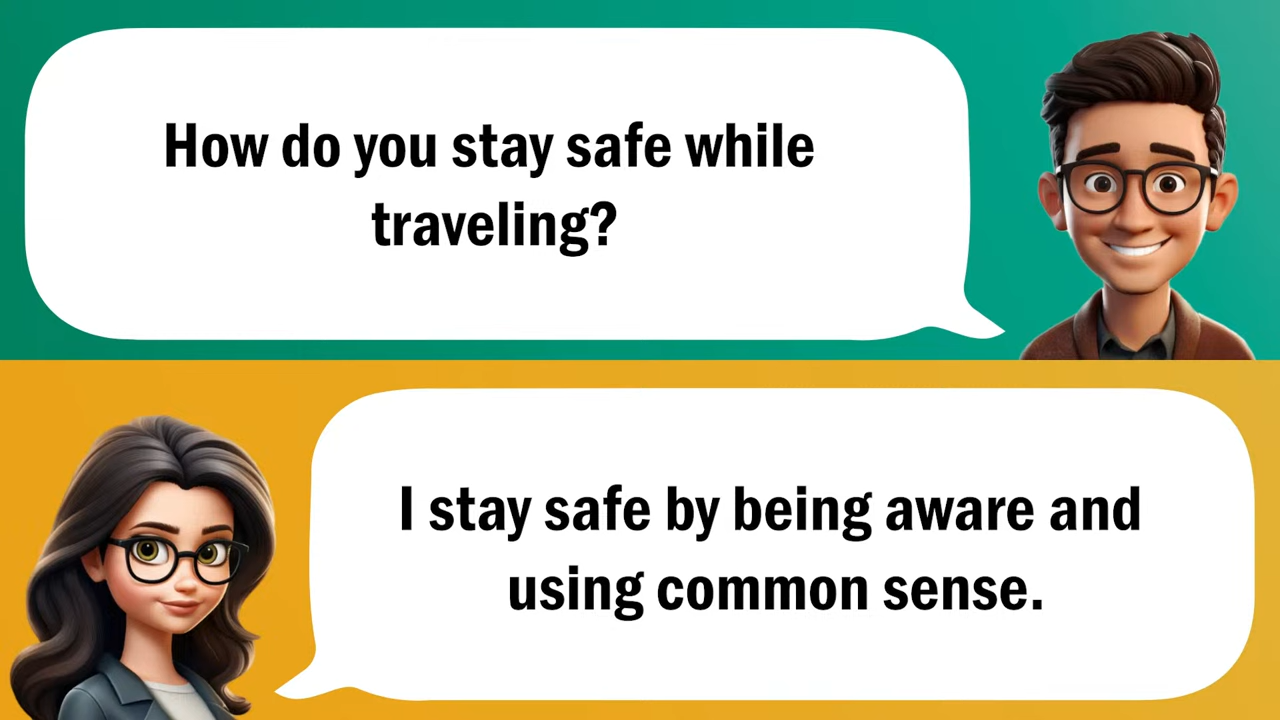 How do you stay safe while
traveling?
I stay safe by being aware and
using common sense.